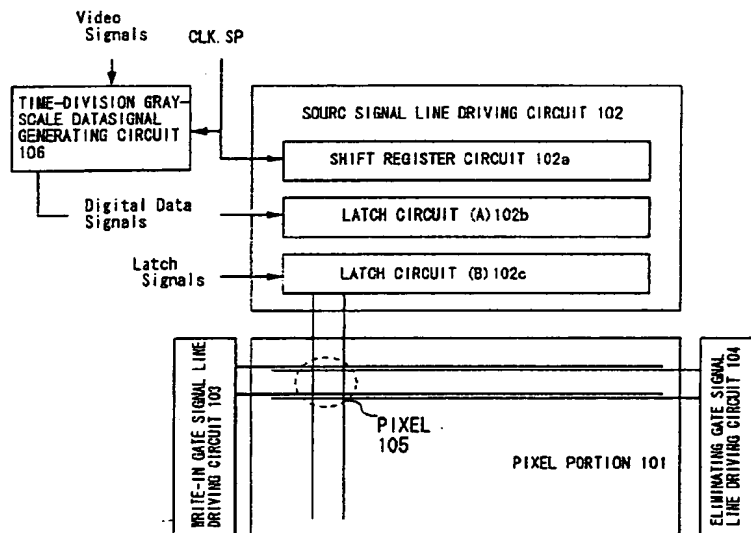 Video
Signals
CLK.SP
TIME-DIVISION GRAY-
SCALE DATASIGNAL
GENERATING CIRCUIT
106
SOURC SIGNAL LINE DRIVING CIRCUIT 102
SHIFT REGISTER CIRCUIT 102a
Digital Data
Signals
LATCH CIRCUIT (A)102b
Latch
Signals
LATCH CIRCUIT (B)102c
WRITE-IN GATE SIGNAL LINE
DRIVING CIRCUIT 103
PIXEL
105
PIXEL PORTION 101
ELIMINATING GATE SIGNAL
LINE DRIVING CIRCUIT 104